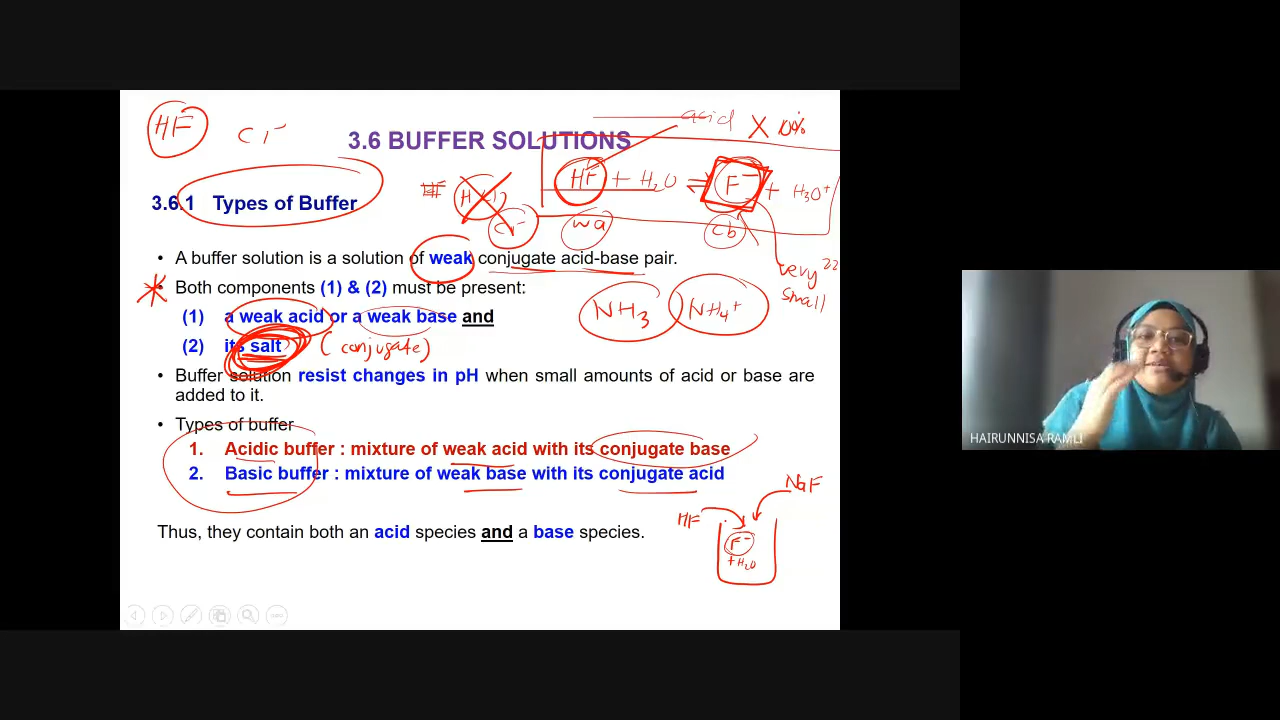 HF
Cl⁻
acid X 10%
3.6 BUFFER SOLUTIONS
HF + H₂O ⇌ F⁻ + H₃O⁺
HCl
Cl⁻ wa cb
3.6.1 Types of Buffer
• A buffer solution is a solution of weak conjugate acid-base pair.
very
small
• Both components (1) & (2) must be present:
NH₃ NH₄⁺
(1) a weak acid or a weak base and
(2) its salt (conjugate)
• Buffer solution resist changes in pH when small amounts of acid or base are
added to it.
• Types of buffer
1. Acidic buffer : mixture of weak acid with its conjugate base
2. Basic buffer : mixture of weak base with its conjugate acid
NaF
HF
Thus, they contain both an acid species and a base species.
F⁻
+ H₂O
HAIRUNNISA RAMLI